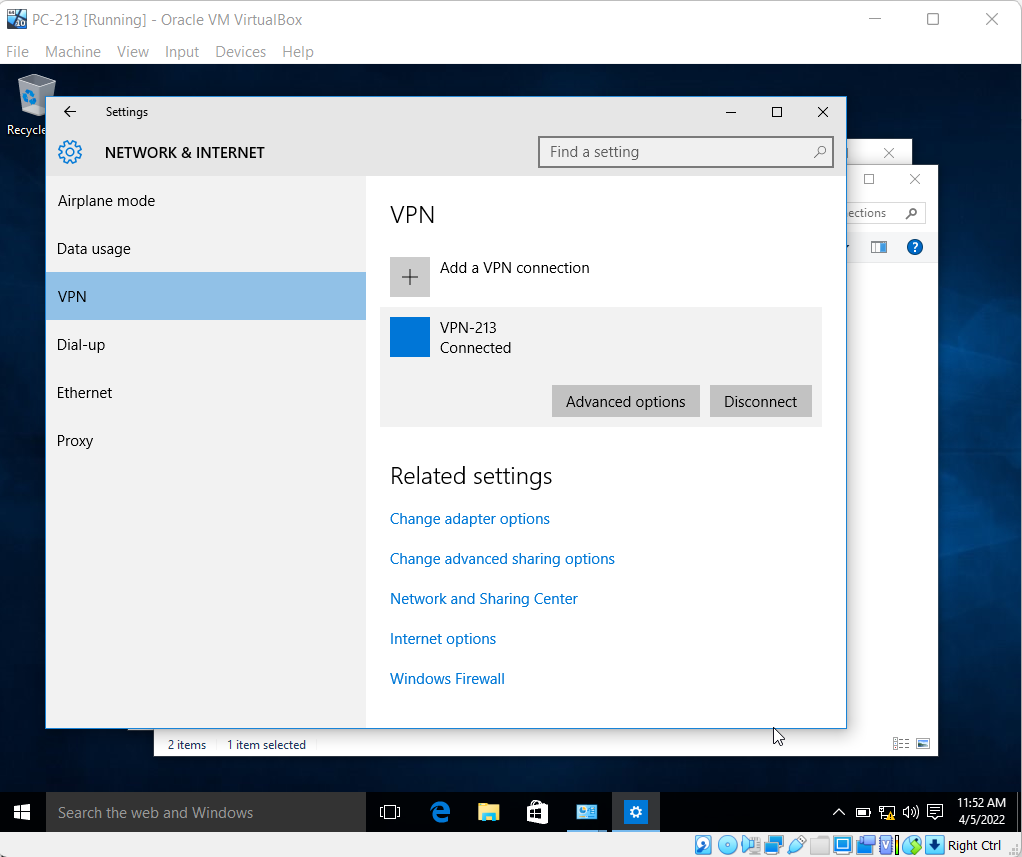 PC-213 [Running] - Oracle VM VirtualBox
File Machine View Input Devices Help
Recycle
Settings
NETWORK & INTERNET
Find a setting
Airplane mode
Data usage
VPN
Dial-up
Ethernet
Proxy
VPN
Add a VPN connection
VPN-213
Connected
Advanced options
Disconnect
Related settings
Change adapter options
Change advanced sharing options
Network and Sharing Center
Internet options
Windows Firewall
ections
2 items
1 item selected
Search the web and Windows
11:52 AM
4/5/2022
Right Ctrl